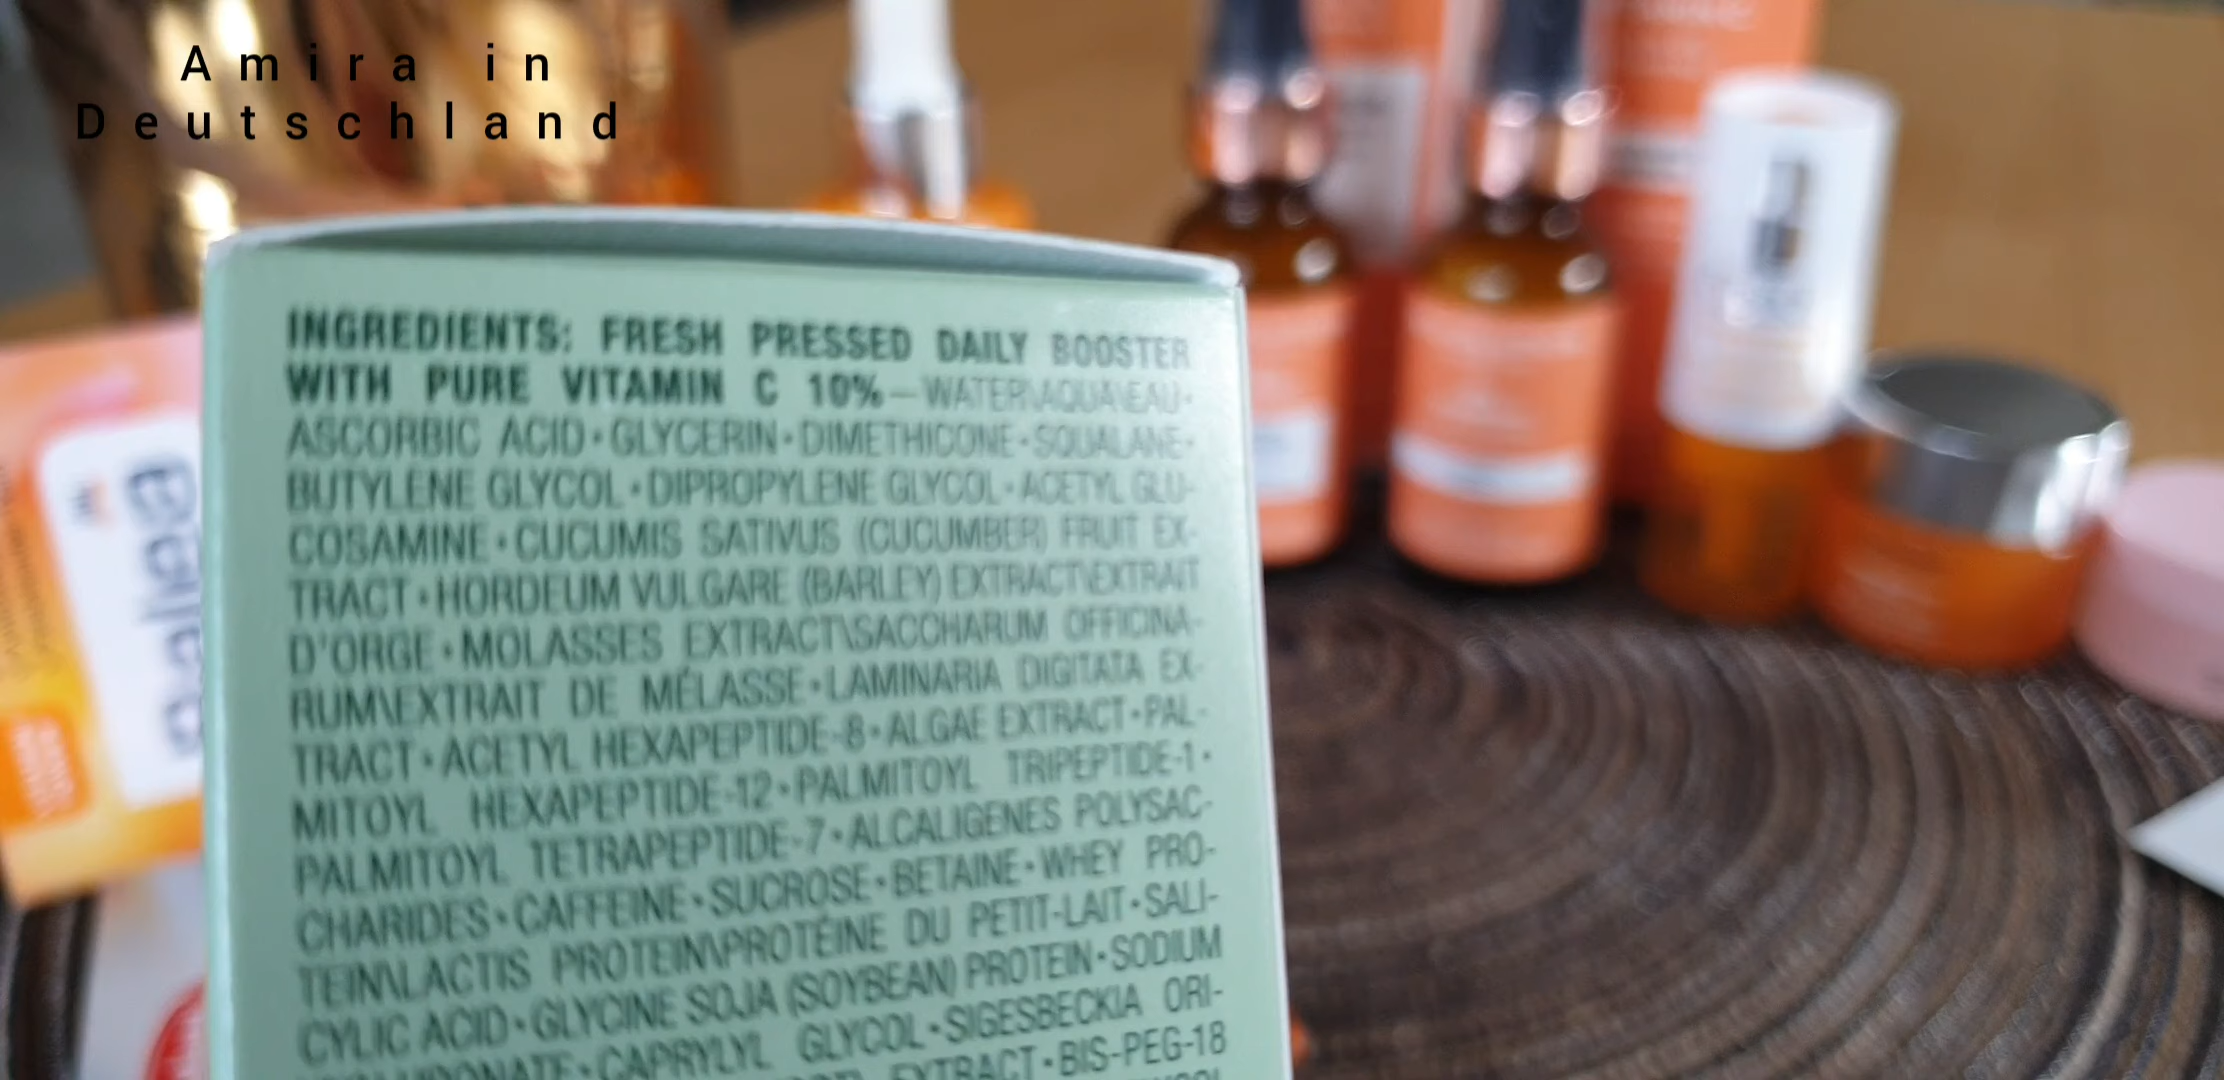 Amira in
Deutschland
INGREDIENTS: FRESH PRESSED DAILY BOOSTER
WITH PURE VITAMIN C 10%—WATER\AQUA\EAU•
ASCORBIC ACID•GLYCERIN•DIMETHICONE•SQUALANE•
BUTYLENE GLYCOL•DIPROPYLENE GLYCOL•ACETYL GLU-
COSAMINE•CUCUMIS SATIVUS (CUCUMBER) FRUIT EX-
TRACT•HORDEUM VULGARE (BARLEY) EXTRACT\EXTRAIT
D'ORGE•MOLASSES EXTRACT\SACCHARUM OFFICINA-
RUM\EXTRAIT DE MÉLASSE•LAMINARIA DIGITATA EX-
TRACT•ACETYL HEXAPEPTIDE-8•ALGAE EXTRACT•PAL-
MITOYL HEXAPEPTIDE-12•PALMITOYL TRIPEPTIDE-1•
PALMITOYL TETRAPEPTIDE-7•ALCALIGENES POLYSAC-
CHARIDES•CAFFEINE•SUCROSE•BETAINE•WHEY PRO-
TEIN\LACTIS PROTEIN\PROTÉINE DU PETIT-LAIT•SALI-
CYLIC ACID•GLYCINE SOJA (SOYBEAN) PROTEIN•SODIUM
CAPRYLYL GLYCOL•SIGESBECKIA ORI-
EXTRACT•BIS-PEG-18